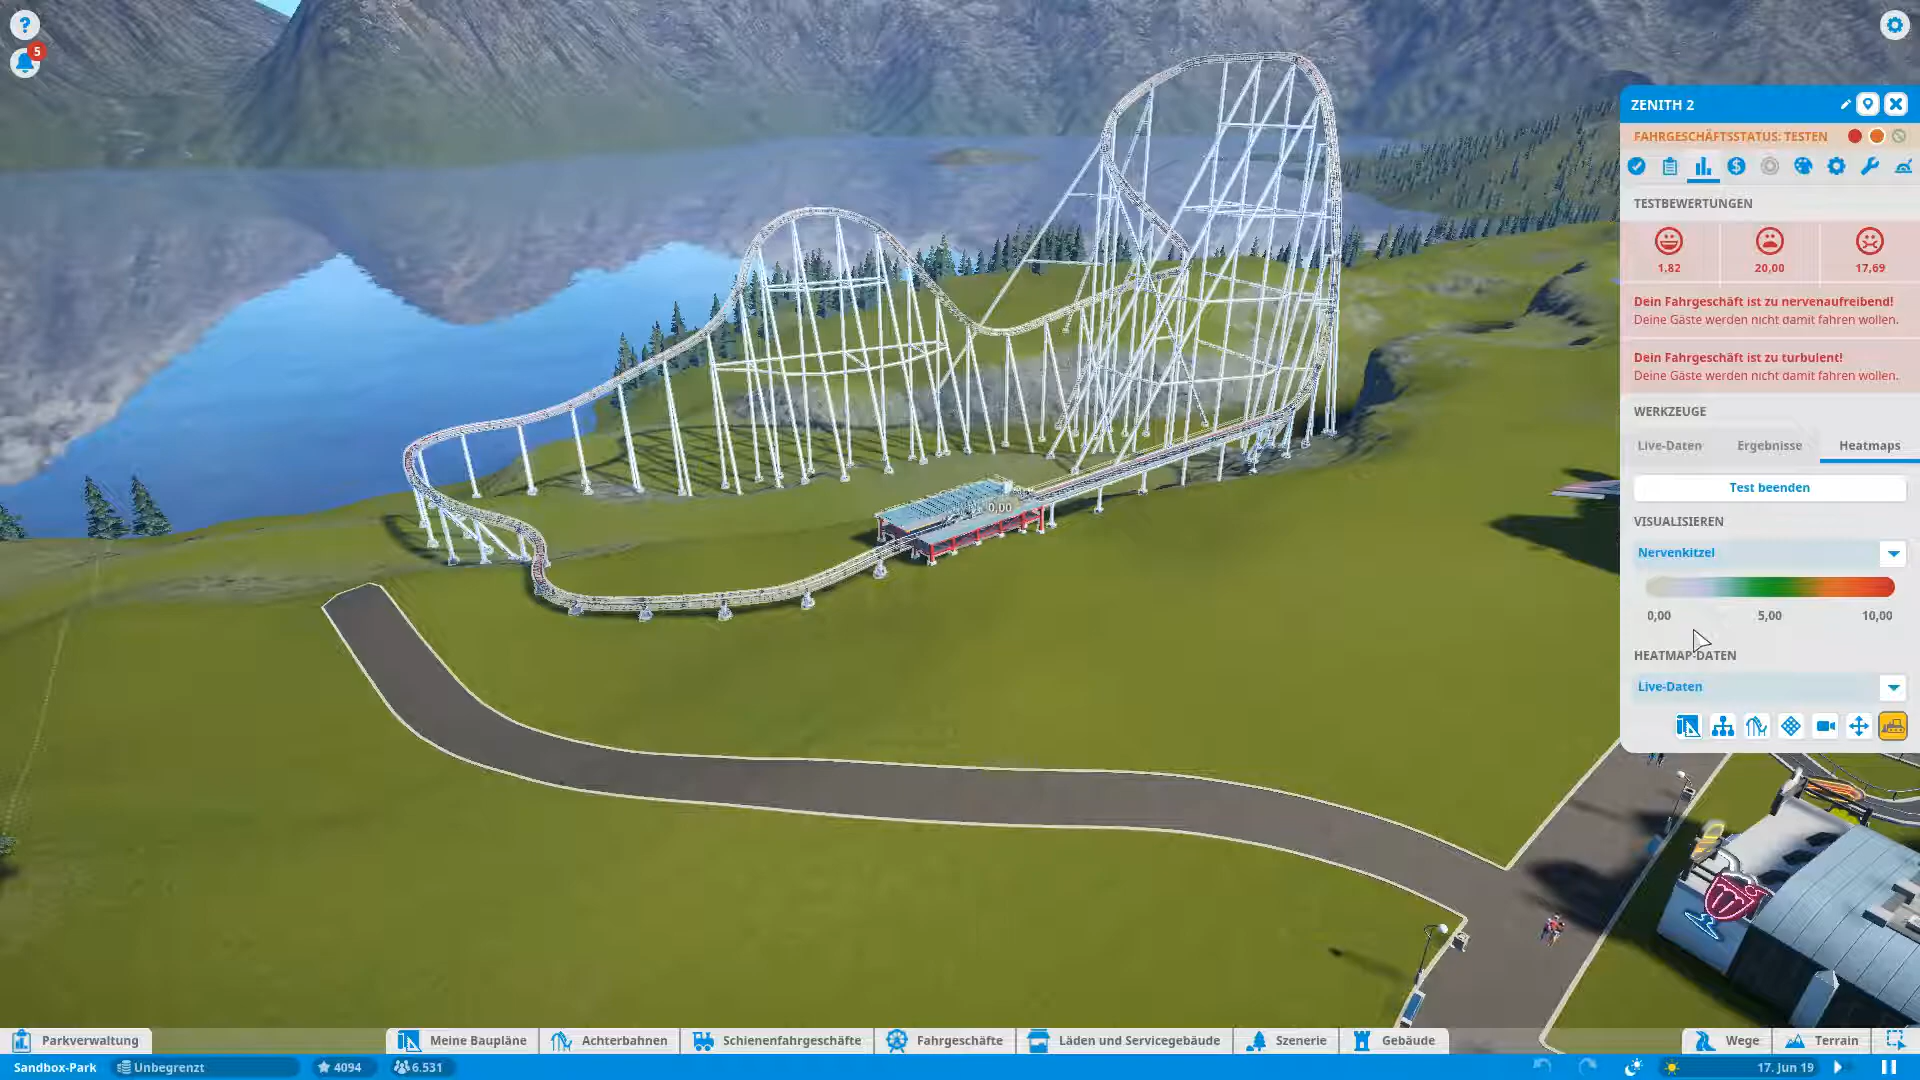 ?
5
ZENITH 2
FAHRGESCHÄFTSSTATUS: TESTEN
TESTBEWERTUNGEN
1,82
20,00
17,69
Dein Fahrgeschäft ist zu nervenaufreibend!
Deine Gäste werden nicht damit fahren wollen.
Dein Fahrgeschäft ist zu turbulent!
Deine Gäste werden nicht damit fahren wollen.
WERKZEUGE
Live-Daten
Ergebnisse
Heatmaps
Test beenden
VISUALISIEREN
Nervenkitzel
0,00
5,00
10,00
HEATMAP-DATEN
Live-Daten
0,00
Parkverwaltung
Meine Baupläne
Achterbahnen
Schienenfahrgeschäfte
Fahrgeschäfte
Läden und Servicegebäude
Szenerie
Gebäude
Wege
Terrain
Sandbox-Park
Unbegrenzt
4094
6.531
17. Jun 19